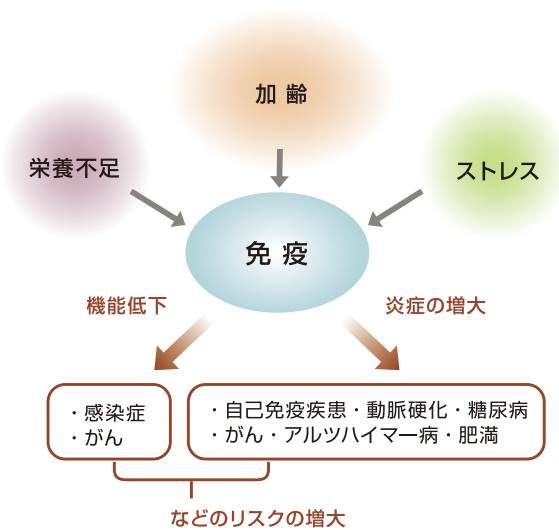 加齢
栄養不足
ストレス
免疫
機能低下
炎症の増大
・感染症
・がん
・自己免疫疾患・動脈硬化・糖尿病
・がん・アルツハイマー病・肥満
などのリスクの増大